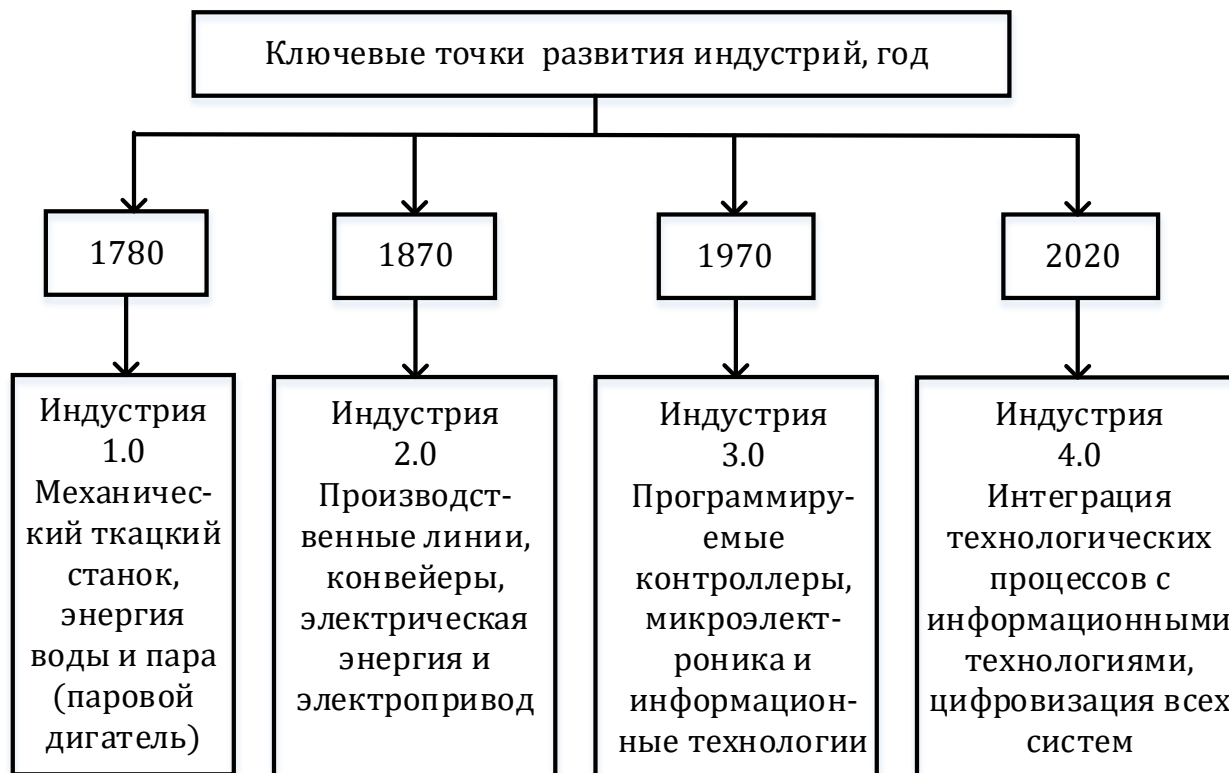 Ключевые точки развития индустрий, год
1780
1870
1970
2020
Индустрия
1.0
Механичес-
кий ткацкий
станок,
энергия
воды и пара
(паровой
дигатель)
Индустрия
2.0
Производст-
венные линии,
конвейеры,
электрическая
энергия и
электропривод
Индустрия
3.0
Программиру-
емые
контроллеры,
микроэлект-
роника и
информацион-
ные технологии
Индустрия
4.0
Интеграция
технологических
процессов с
информационными
технологиями,
цифровизация всех
систем